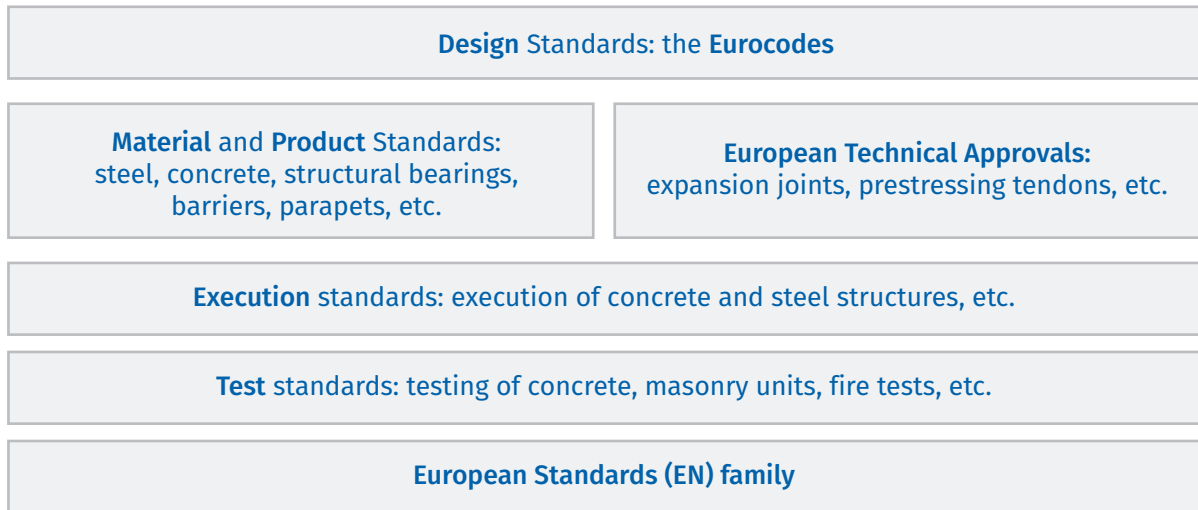 Design Standards: the Eurocodes
Material and Product Standards:
steel, concrete, structural bearings,
barriers, parapets, etc.
European Technical Approvals:
expansion joints, prestressing tendons, etc.
Execution standards: execution of concrete and steel structures, etc.
Test standards: testing of concrete, masonry units, fire tests, etc.
European Standards (EN) family